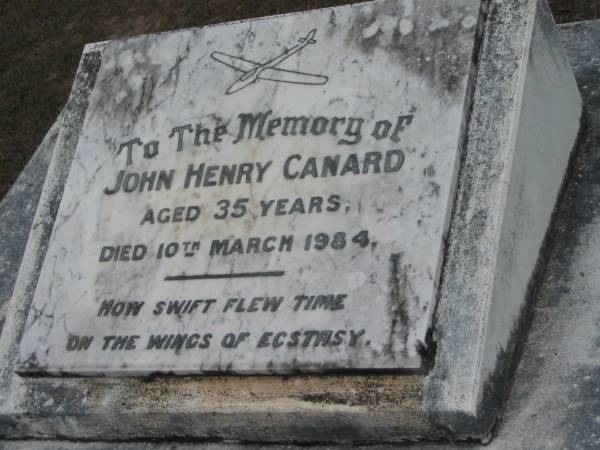 To The Memory of
JOHN HENRY CANARD
AGED 35 YEARS,
DIED 10TH MARCH 1984,
HOW SWIFT FLEW TIME
ON THE WINGS OF ECSTASY.